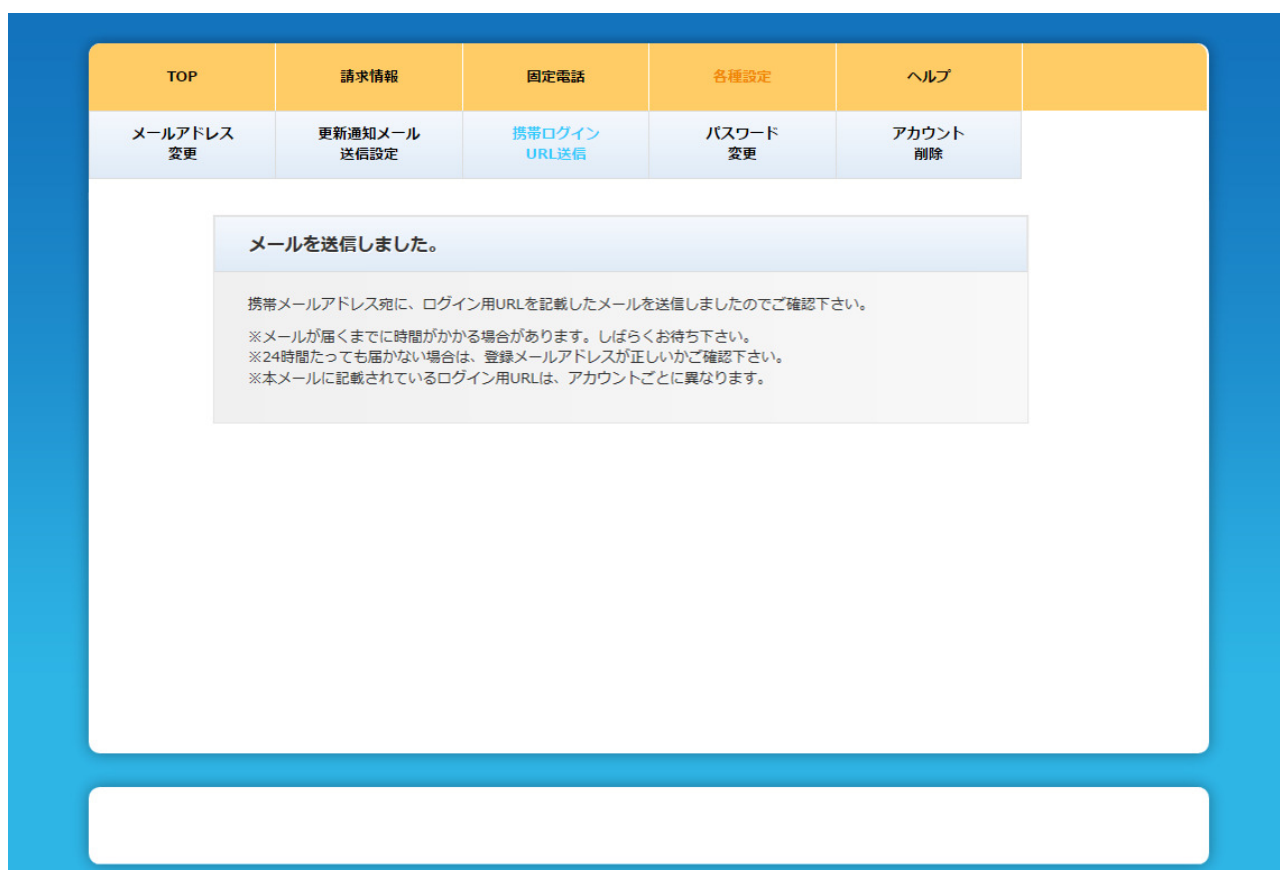 TOP
請求情報
固定電話
各種設定
ヘルプ
メールアドレス
変更
更新通知メール
送信設定
携帯ログイン
URL送信
パスワード
変更
アカウント
削除
メールを送信しました。
携帯メールアドレス宛に、ログイン用URLを記載したメールを送信しましたのでご確認下さい。
※メールが届くまでに時間がかかる場合があります。しばらくお待ち下さい。
※24時間たっても届かない場合は、登録メールアドレスが正しいかご確認下さい。
※本メールに記載されているログイン用URLは、アカウントごとに異なります。